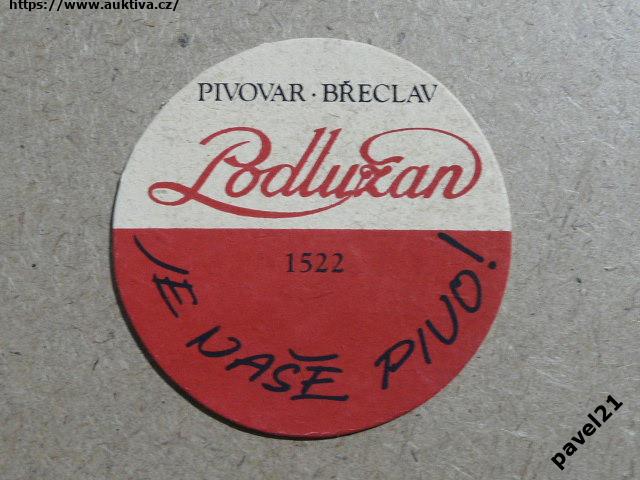 https://www.auktiva.cz/
PIVOVAR · BŘECLAV
Podlužan
1522
JE NAŠE PIVO!
pavel21